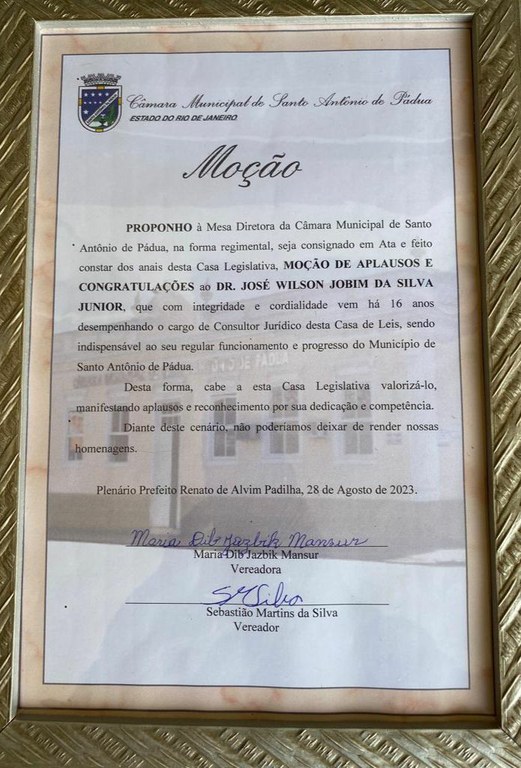 Câmara Municipal de Santo Antônio de Pádua
ESTADO DO RIO DE JANEIRO
Moção
PROPONHO à Mesa Diretora da Câmara Municipal de Santo
Antônio de Pádua, na forma regimental, seja consignado em Ata e feito
constar dos anais desta Casa Legislativa, MOÇÃO DE APLAUSOS E
CONGRATULAÇÕES ao DR. JOSÉ WILSON JOBIM DA SILVA
JUNIOR, que com integridade e cordialidade vem há 16 anos
desempenhando o cargo de Consultor Jurídico desta Casa de Leis, sendo
indispensável ao seu regular funcionamento e progresso do Município de
Santo Antônio de Pádua.
Desta forma, cabe a esta Casa Legislativa valorizá-lo,
manifestando aplausos e reconhecimento por sua dedicação e competência.
Diante deste cenário, não poderíamos deixar de render nossas
homenagens.
Plenário Prefeito Renato de Alvim Padilha, 28 de Agosto de 2023.
Maria Dib Jazbik Mansur
Maria Dib Jazbik Mansur
Vereadora
SMSilva
Sebastião Martins da Silva
Vereador